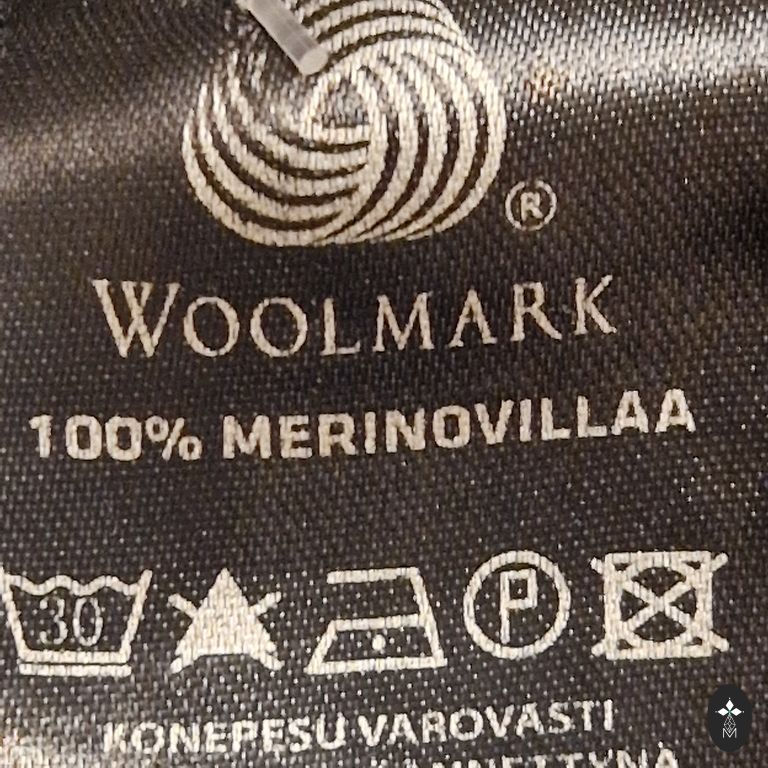 ®
WOOLMARK
100% MERINOVILLAA
30 P
KONEPESU VAROVASTI